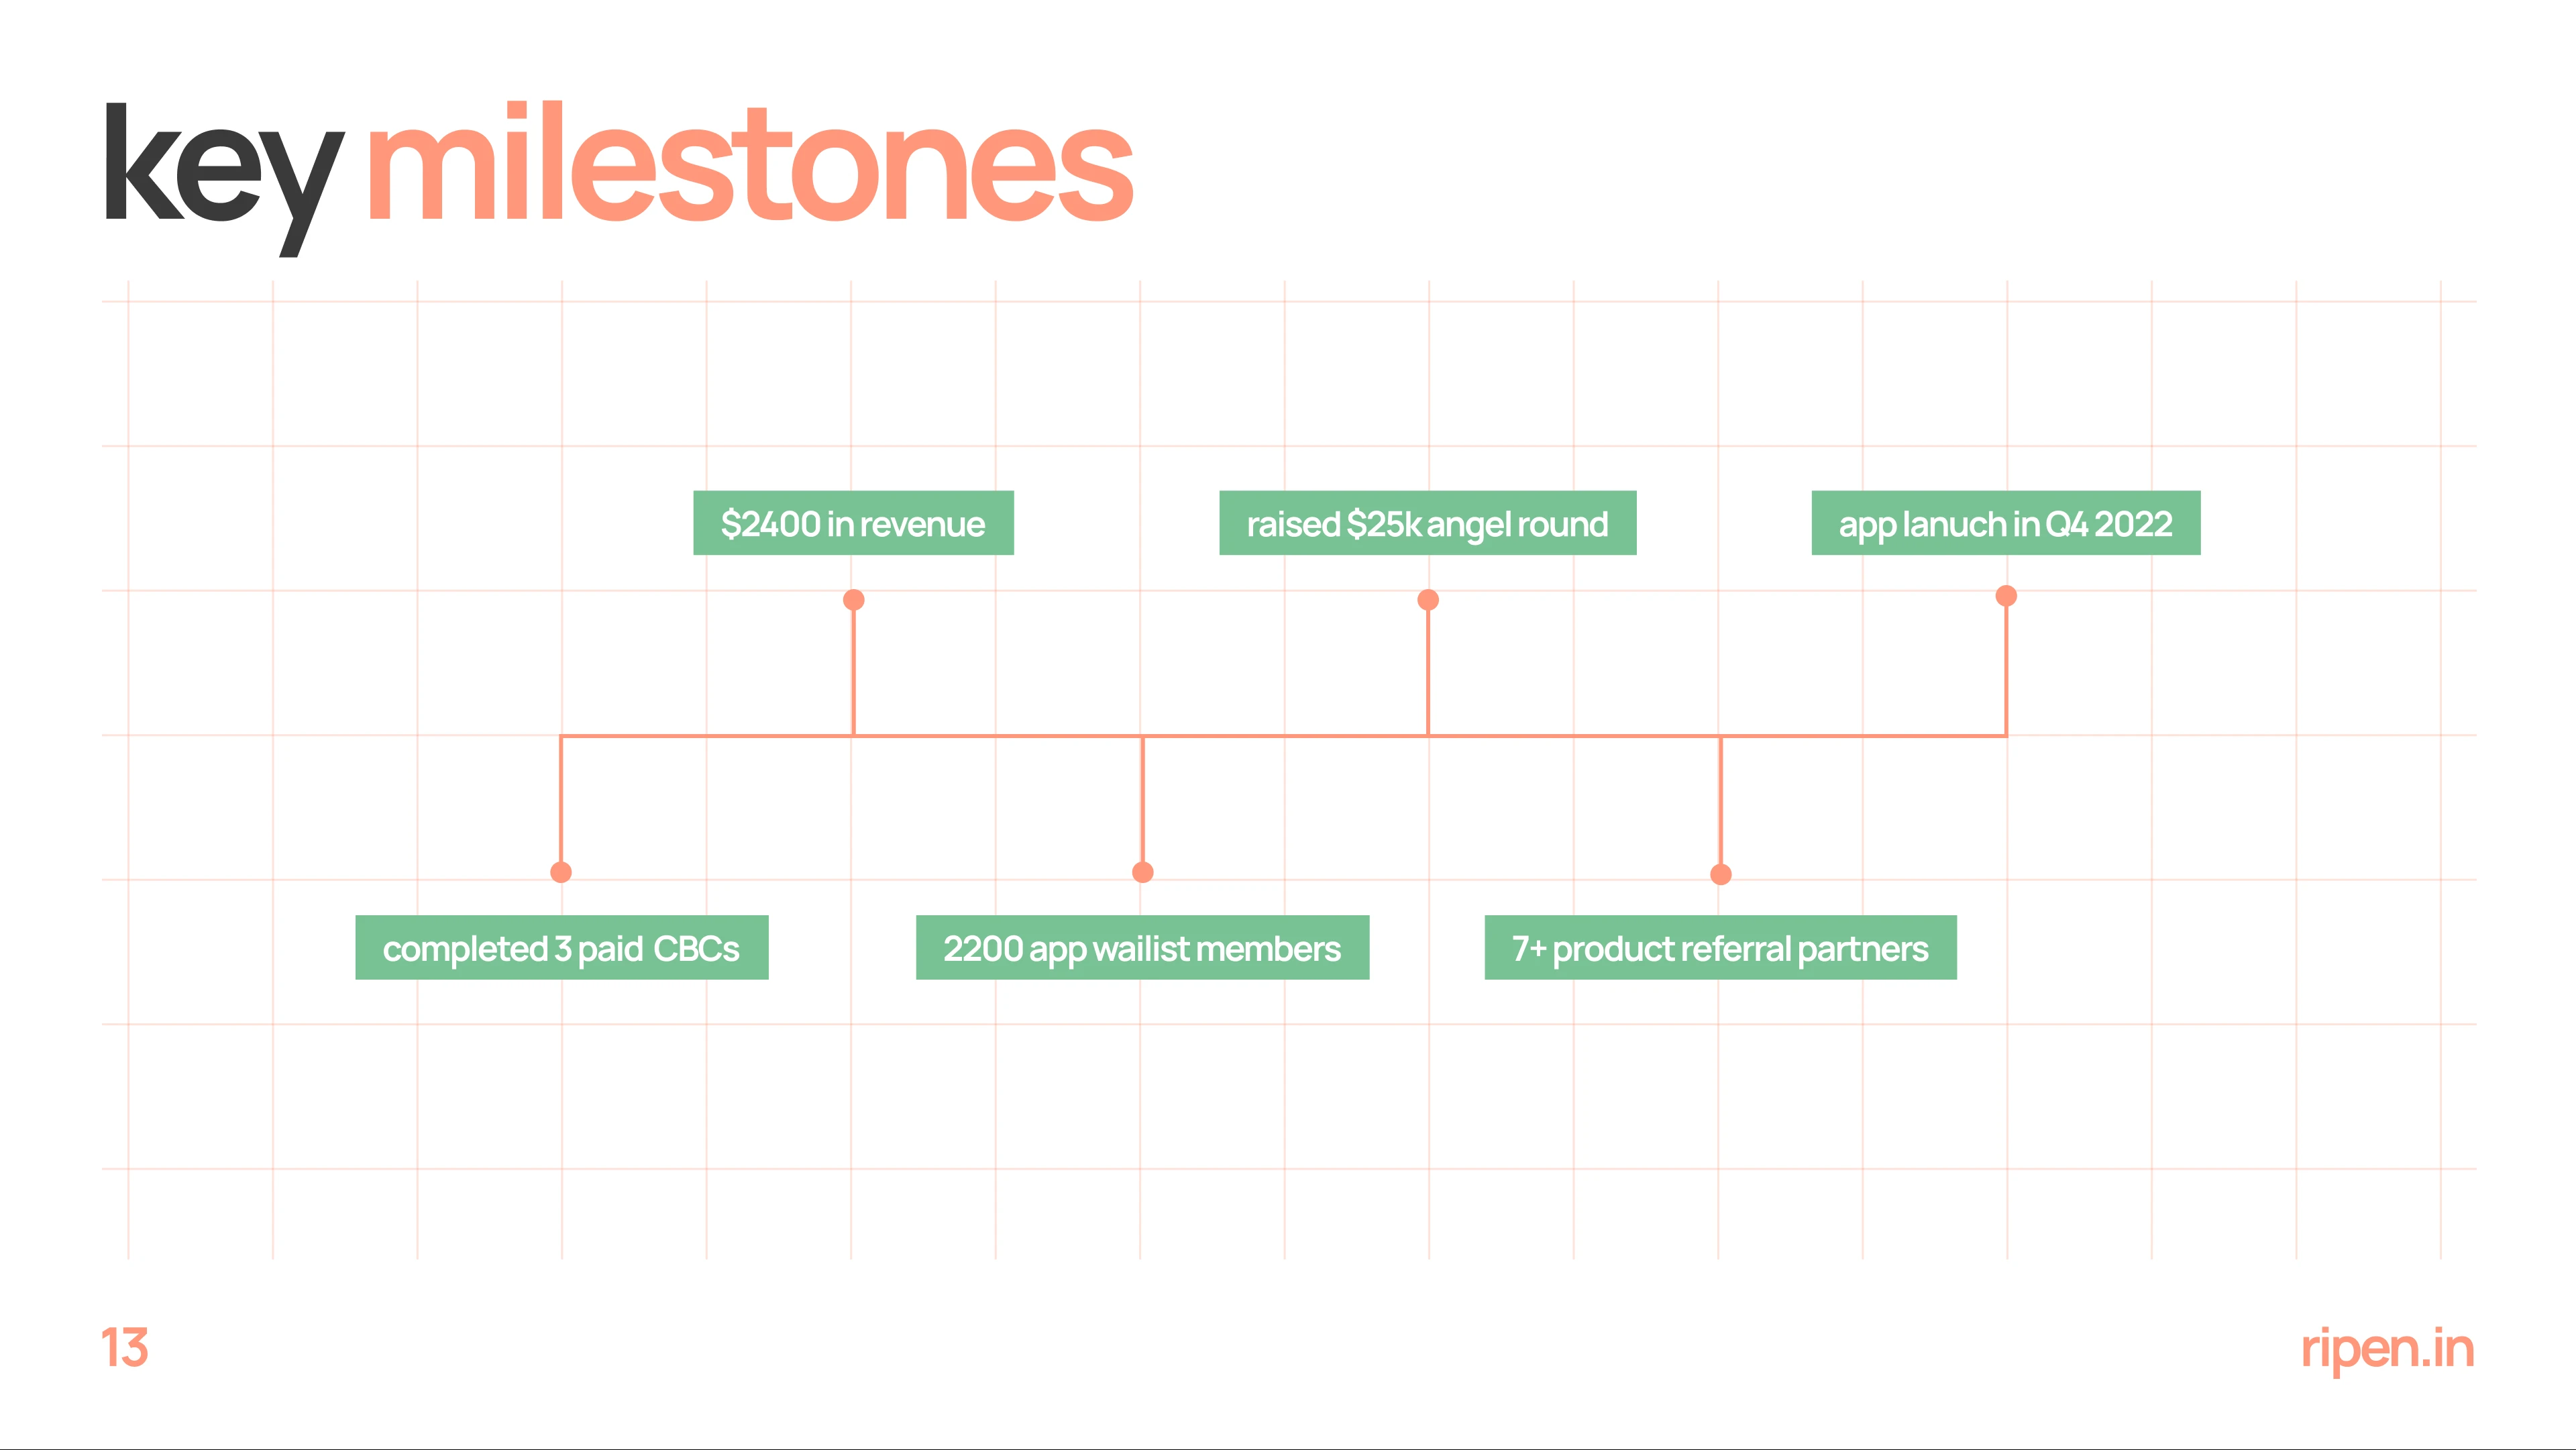 key milestones
$2400 in revenue
raised $25k angel round
app lanuch in Q4 2022
completed 3 paid CBCs
2200 app wailist members
7+ product referral partners
13
ripen.in